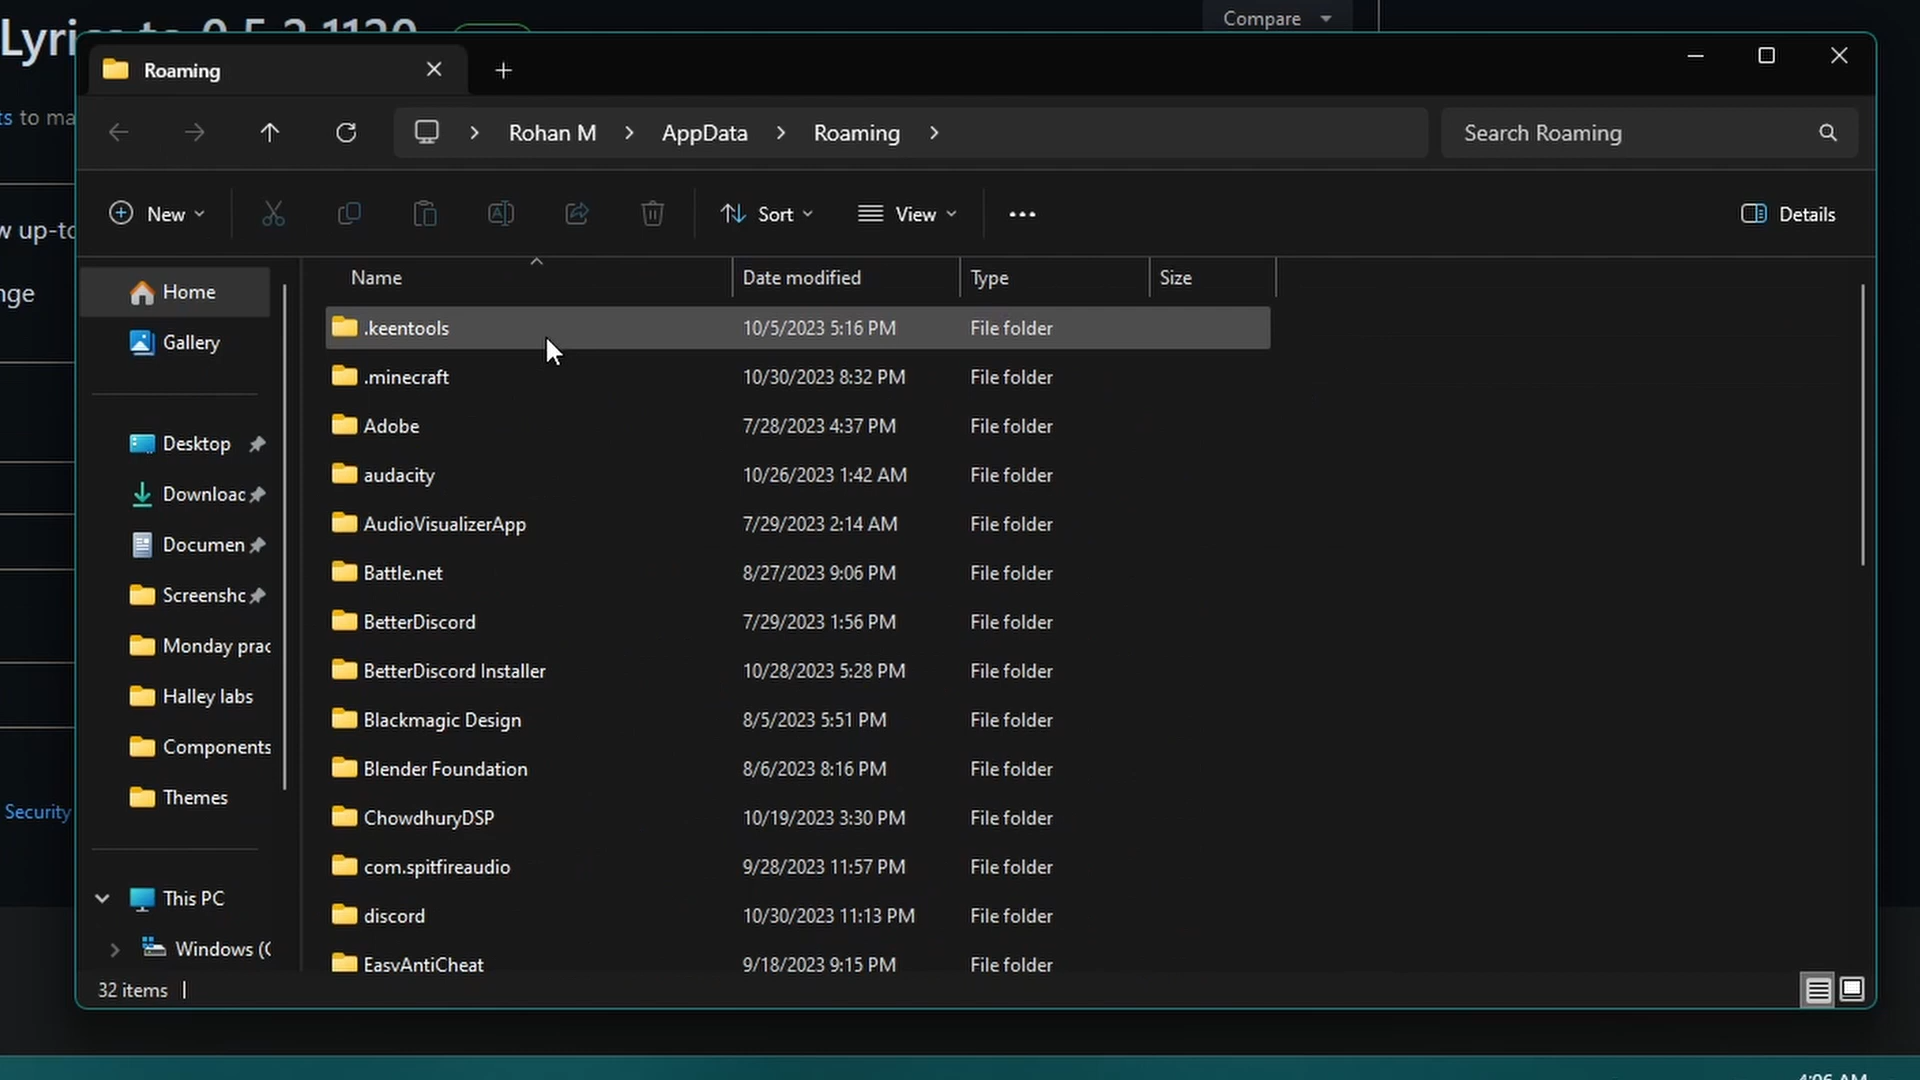 Compare
Roaming
ts to ma
Rohan M > AppData > Roaming >
Search Roaming
New
Sort
View
Details
w up-to
nge
Name
Date modified
Type
Size
Home
Gallery
Desktop
Downloac
Documen
Screenshc
Monday prac
Halley labs
Components
Themes
This PC
Windows (C
.keentools 10/5/2023 5:16 PM File folder
.minecraft 10/30/2023 8:32 PM File folder
Adobe 7/28/2023 4:37 PM File folder
audacity 10/26/2023 1:42 AM File folder
AudioVisualizerApp 7/29/2023 2:14 AM File folder
Battle.net 8/27/2023 9:06 PM File folder
BetterDiscord 7/29/2023 1:56 PM File folder
BetterDiscord Installer 10/28/2023 5:28 PM File folder
Blackmagic Design 8/5/2023 5:51 PM File folder
Blender Foundation 8/6/2023 8:16 PM File folder
ChowdhuryDSP 10/19/2023 3:30 PM File folder
com.spitfireaudio 9/28/2023 11:57 PM File folder
discord 10/30/2023 11:13 PM File folder
EasyAntiCheat 9/18/2023 9:15 PM File folder
Security
32 items
4:06 AM